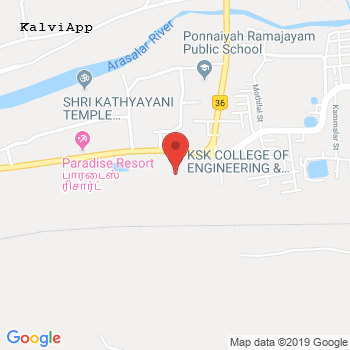 KalviApp
Arasalar River
Ponnaiyah Ramajayam
Public School
Mothilal St
Kammalar St
SHRI KATHYAYANI
TEMPLE...
36
Paradise Resort
பாரடைஸ்
ரிசார்ட்
KSK COLLEGE OF
ENGINEERING &...
Google
Map data ©2019 Google